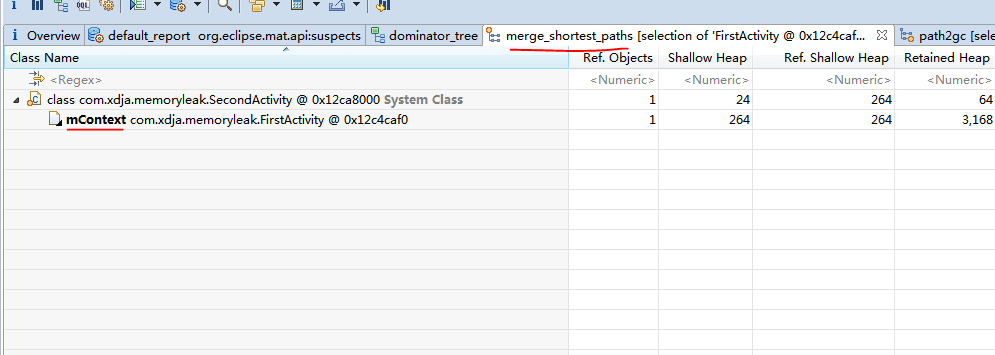 i OQL
i Overview default_report org.eclipse.mat.api:suspects dominator_tree merge_shortest_paths [selection of 'FirstActivity @ 0x12c4caf... path2gc [sele
Class Name Ref. Objects Shallow Heap Ref. Shallow Heap Retained Heap
<Regex> <Numeric> <Numeric> <Numeric> <Numeric>
class com.xdja.memoryleak.SecondActivity @ 0x12ca8000 System Class 1 24 264 64
mContext com.xdja.memoryleak.FirstActivity @ 0x12c4caf0 1 264 264 3,168